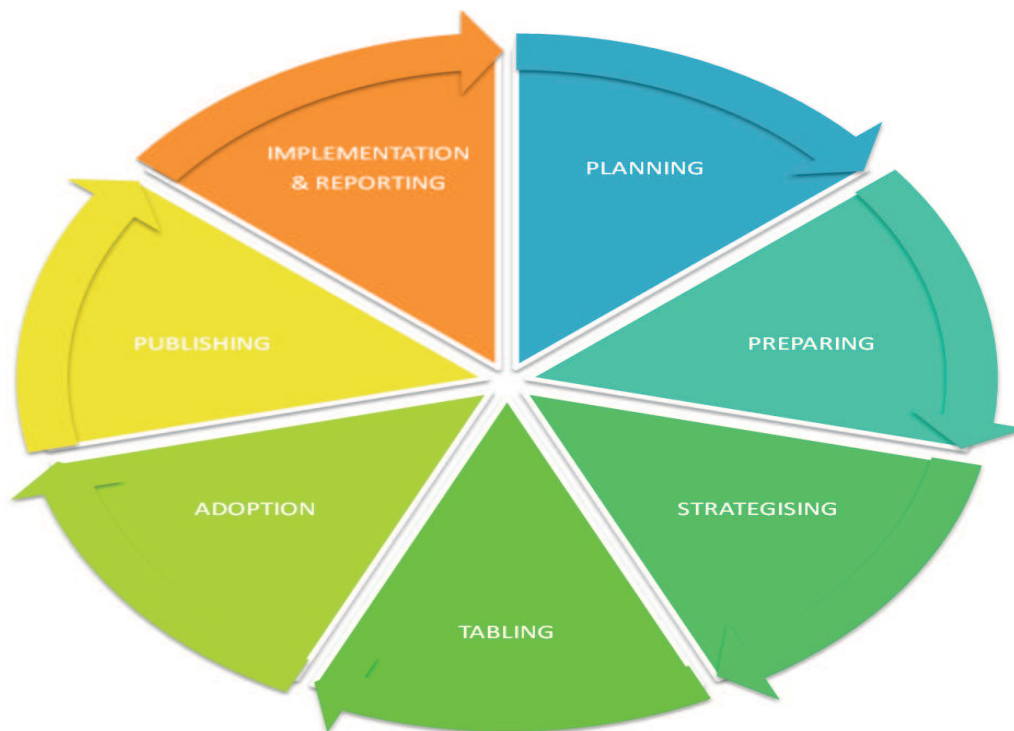 PLANNING
PREPARING
STRATEGISING
TABLING
ADOPTION
PUBLISHING
IMPLEMENTATION
& REPORTING